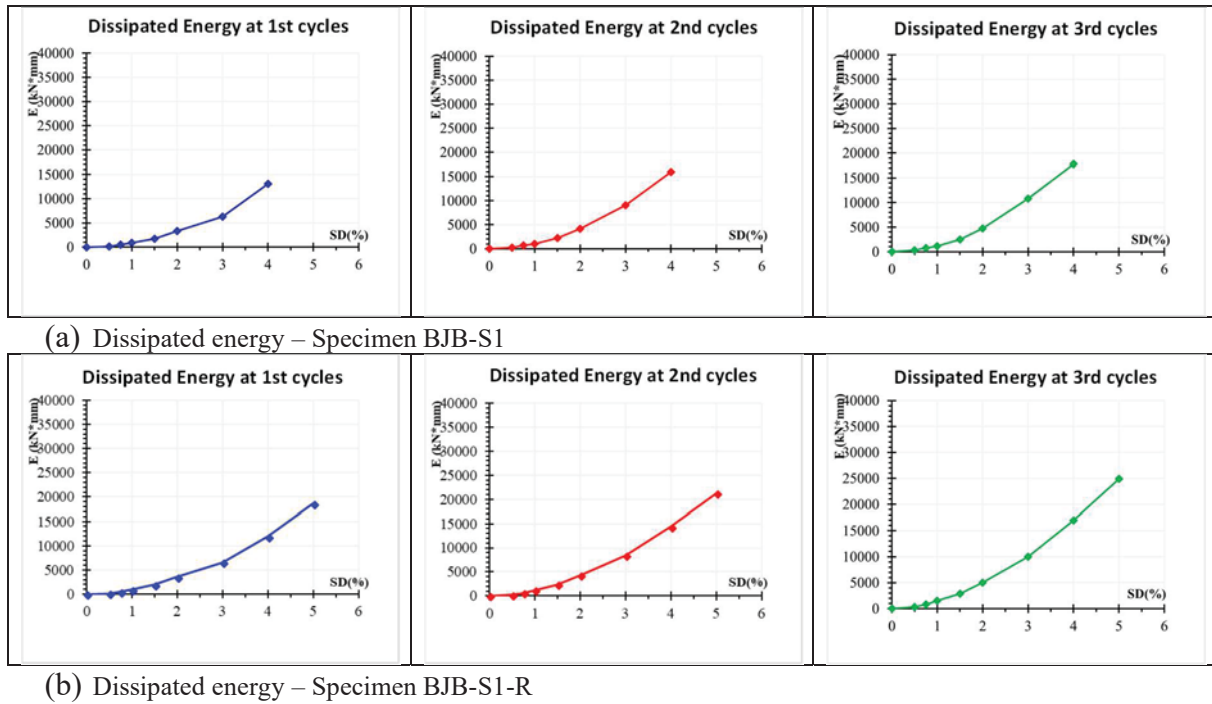 Dissipated Energy at 1st cycles
E (kN*mm)
40000
35000
30000
25000
20000
15000
10000
5000
0
SD(%)
0 1 2 3 4 5 6
Dissipated Energy at 2nd cycles
E (kN*mm)
40000
35000
30000
25000
20000
15000
10000
5000
0
SD(%)
0 1 2 3 4 5 6
Dissipated Energy at 3rd cycles
E (kN*mm)
40000
35000
30000
25000
20000
15000
10000
5000
0
SD(%)
0 1 2 3 4 5 6
(a) Dissipated energy – Specimen BJB-S1
Dissipated Energy at 1st cycles
E (kN*mm)
40000
35000
30000
25000
20000
15000
10000
5000
0
SD(%)
0 1 2 3 4 5 6
Dissipated Energy at 2nd cycles
E (kN*mm)
40000
35000
30000
25000
20000
15000
10000
5000
0
SD(%)
0 1 2 3 4 5 6
Dissipated Energy at 3rd cycles
E (kN*mm)
40000
35000
30000
25000
20000
15000
10000
5000
0
SD(%)
0 1 2 3 4 5 6
(b) Dissipated energy – Specimen BJB-S1-R